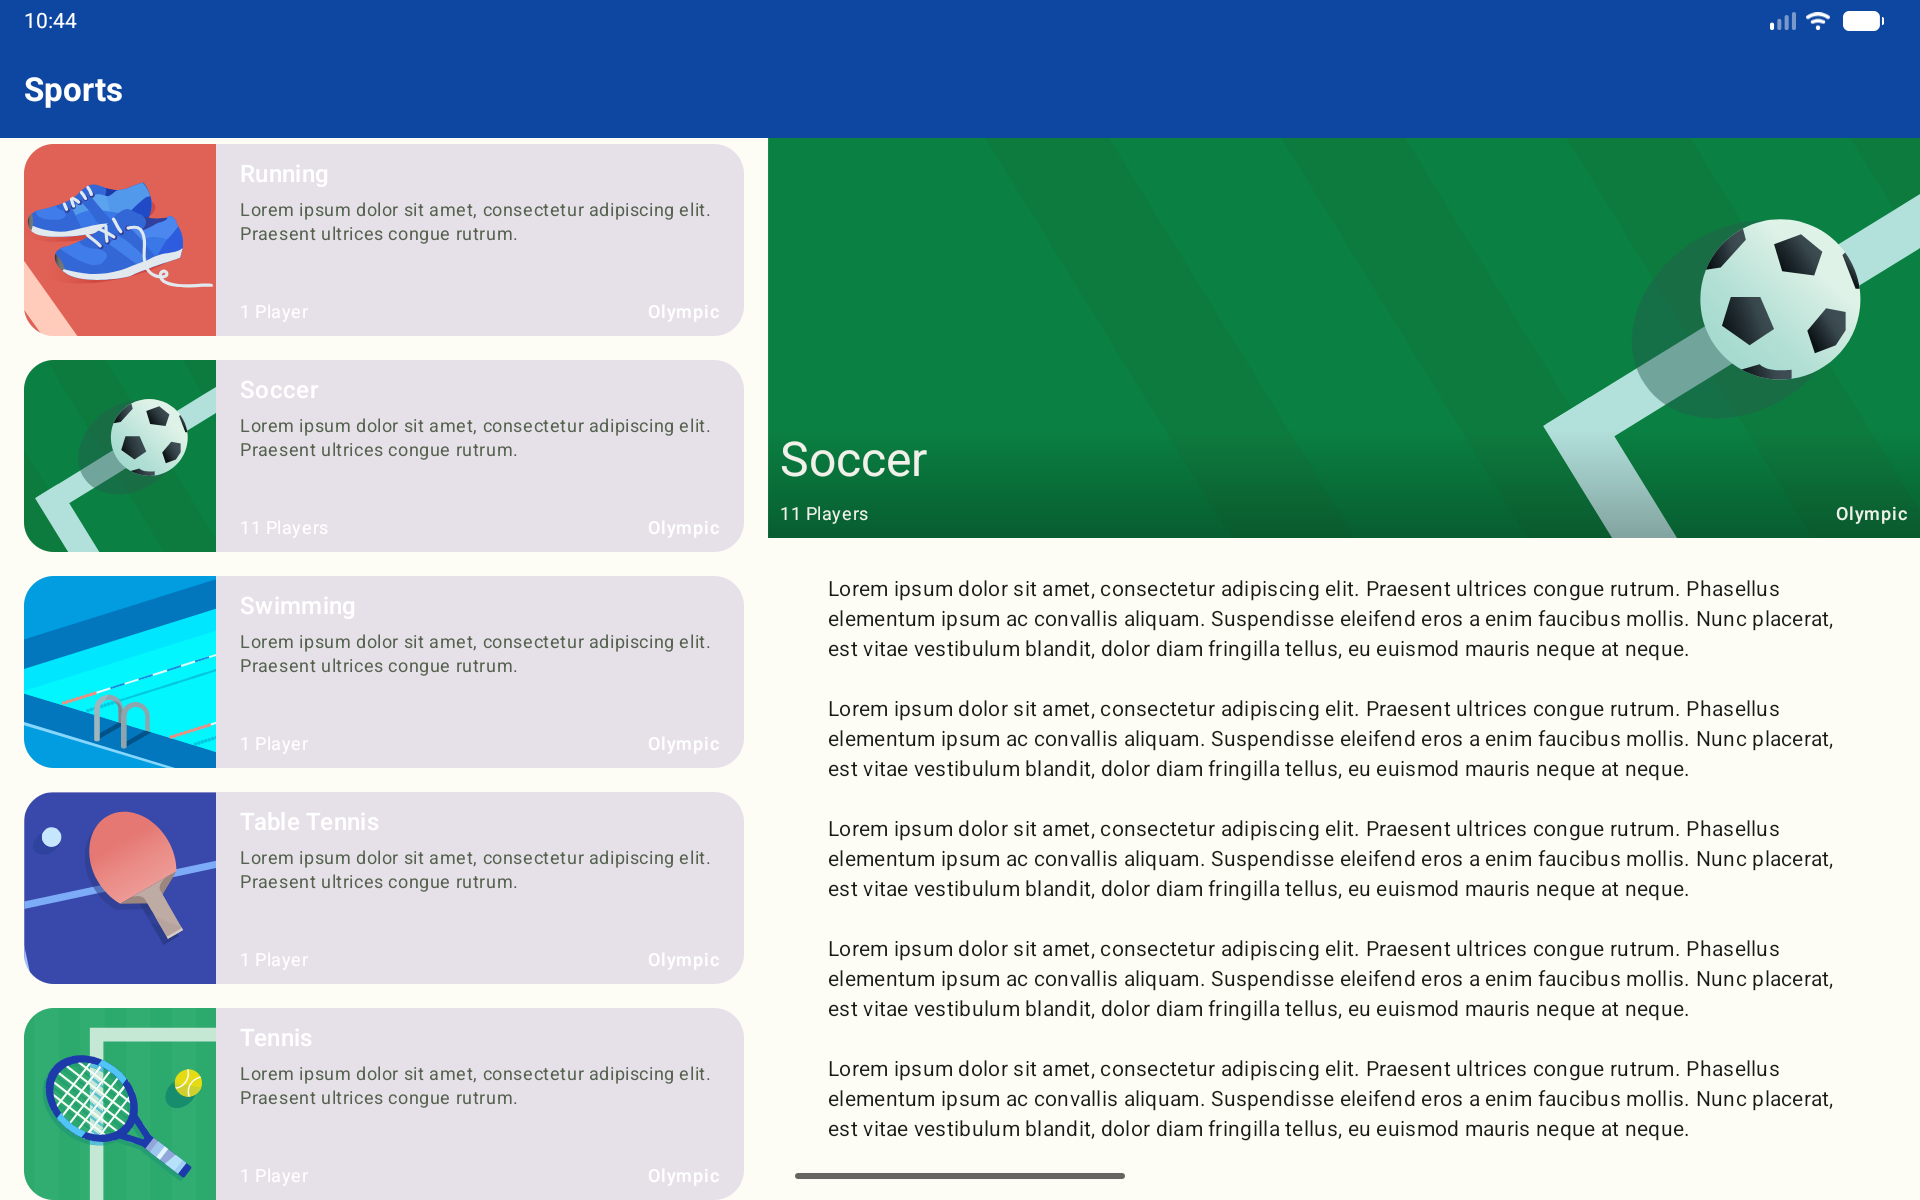 10:44
Sports
Running
Lorem ipsum dolor sit amet, consectetur adipiscing elit.
Praesent ultrices congue rutrum.
1 Player
Olympic
Soccer
Lorem ipsum dolor sit amet, consectetur adipiscing elit.
Praesent ultrices congue rutrum.
11 Players
Olympic
Swimming
Lorem ipsum dolor sit amet, consectetur adipiscing elit.
Praesent ultrices congue rutrum.
1 Player
Olympic
Table Tennis
Lorem ipsum dolor sit amet, consectetur adipiscing elit.
Praesent ultrices congue rutrum.
1 Player
Olympic
Tennis
Lorem ipsum dolor sit amet, consectetur adipiscing elit.
Praesent ultrices congue rutrum.
1 Player
Olympic
Soccer
11 Players
Olympic
Lorem ipsum dolor sit amet, consectetur adipiscing elit. Praesent ultrices congue rutrum. Phasellus
elementum ipsum ac convallis aliquam. Suspendisse eleifend eros a enim faucibus mollis. Nunc placerat,
est vitae vestibulum blandit, dolor diam fringilla tellus, eu euismod mauris neque at neque.
Lorem ipsum dolor sit amet, consectetur adipiscing elit. Praesent ultrices congue rutrum. Phasellus
elementum ipsum ac convallis aliquam. Suspendisse eleifend eros a enim faucibus mollis. Nunc placerat,
est vitae vestibulum blandit, dolor diam fringilla tellus, eu euismod mauris neque at neque.
Lorem ipsum dolor sit amet, consectetur adipiscing elit. Praesent ultrices congue rutrum. Phasellus
elementum ipsum ac convallis aliquam. Suspendisse eleifend eros a enim faucibus mollis. Nunc placerat,
est vitae vestibulum blandit, dolor diam fringilla tellus, eu euismod mauris neque at neque.
Lorem ipsum dolor sit amet, consectetur adipiscing elit. Praesent ultrices congue rutrum. Phasellus
elementum ipsum ac convallis aliquam. Suspendisse eleifend eros a enim faucibus mollis. Nunc placerat,
est vitae vestibulum blandit, dolor diam fringilla tellus, eu euismod mauris neque at neque.
Lorem ipsum dolor sit amet, consectetur adipiscing elit. Praesent ultrices congue rutrum. Phasellus
elementum ipsum ac convallis aliquam. Suspendisse eleifend eros a enim faucibus mollis. Nunc placerat,
est vitae vestibulum blandit, dolor diam fringilla tellus, eu euismod mauris neque at neque.